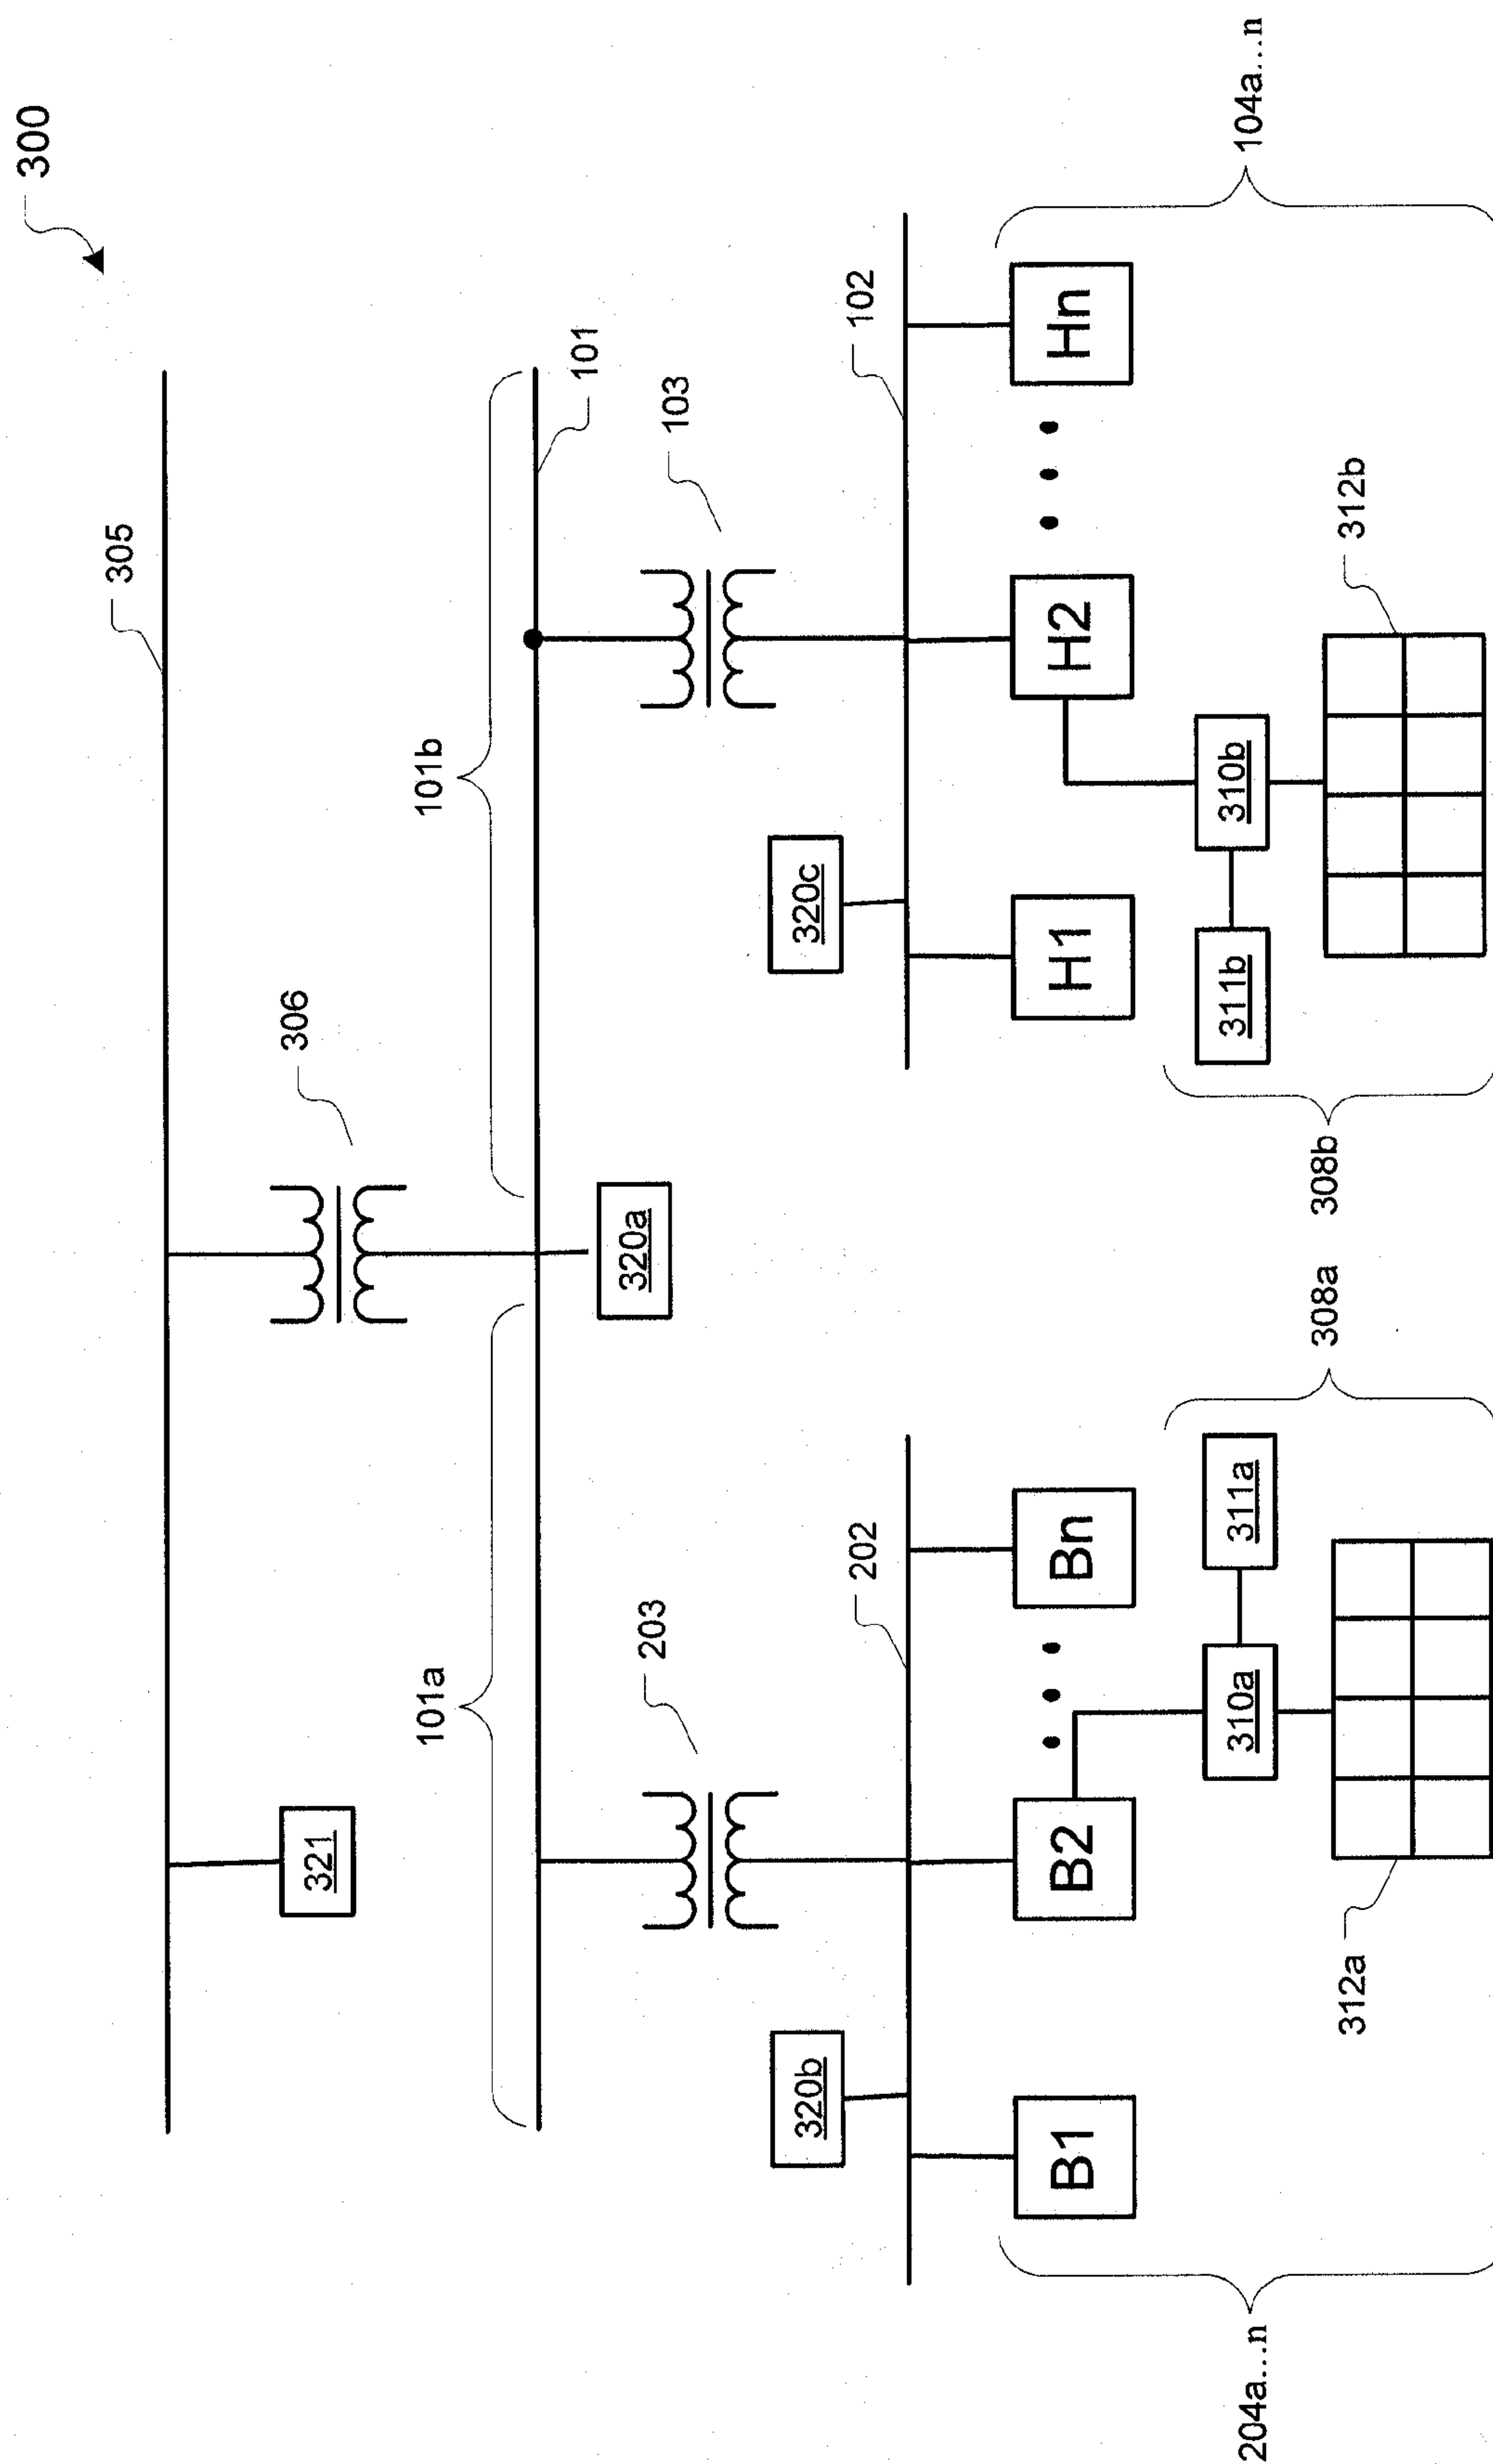 300
305
321
306
101a
101b
101
320a
203
103
320b
202
320c
102
B1
B2
Bn
H1
H2
Hn
204a...n
310a
311a
308a
312a
311b
310b
308b
312b
104a...n